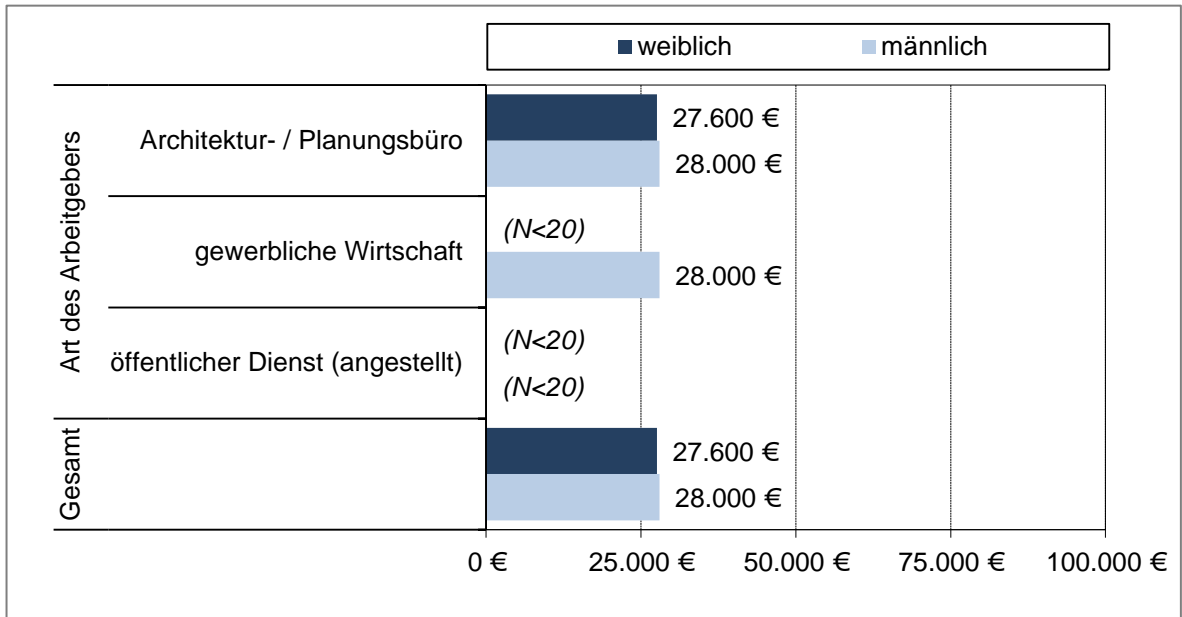 weiblich männlich
Art des Arbeitgebers
Architektur- / Planungsbüro
27.600 €
28.000 €
gewerbliche Wirtschaft
(N<20)
28.000 €
öffentlicher Dienst (angestellt)
(N<20)
(N<20)
Gesamt
27.600 €
28.000 €
0 € 25.000 € 50.000 € 75.000 € 100.000 €